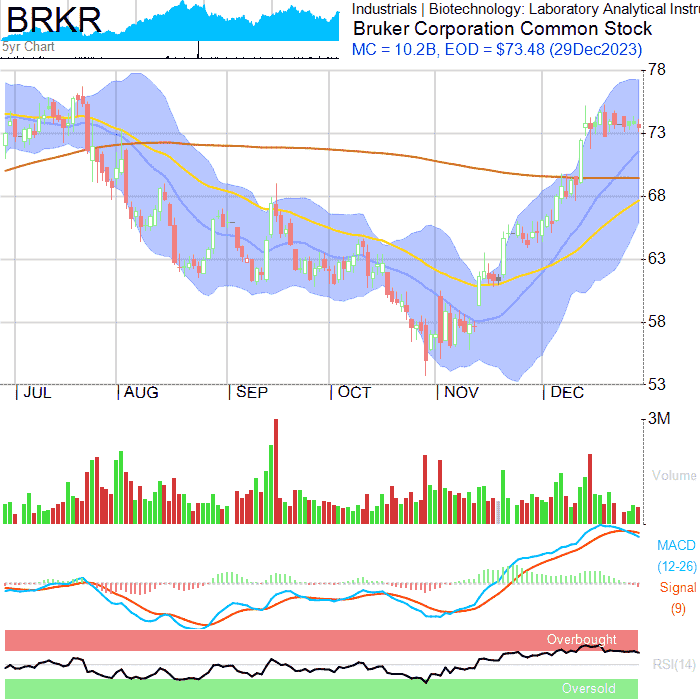 BRKR
5yr Chart
Industrials | Biotechnology: Laboratory Analytical Instru
Bruker Corporation Common Stock
MC = 10.2B, EOD = $73.48 (29Dec2023)
78
73
68
63
58
53
JUL
AUG
SEP
OCT
NOV
DEC
3M
Volume
MACD
(12-26)
Signal
(9)
Overbought
RSI(14)
Oversold